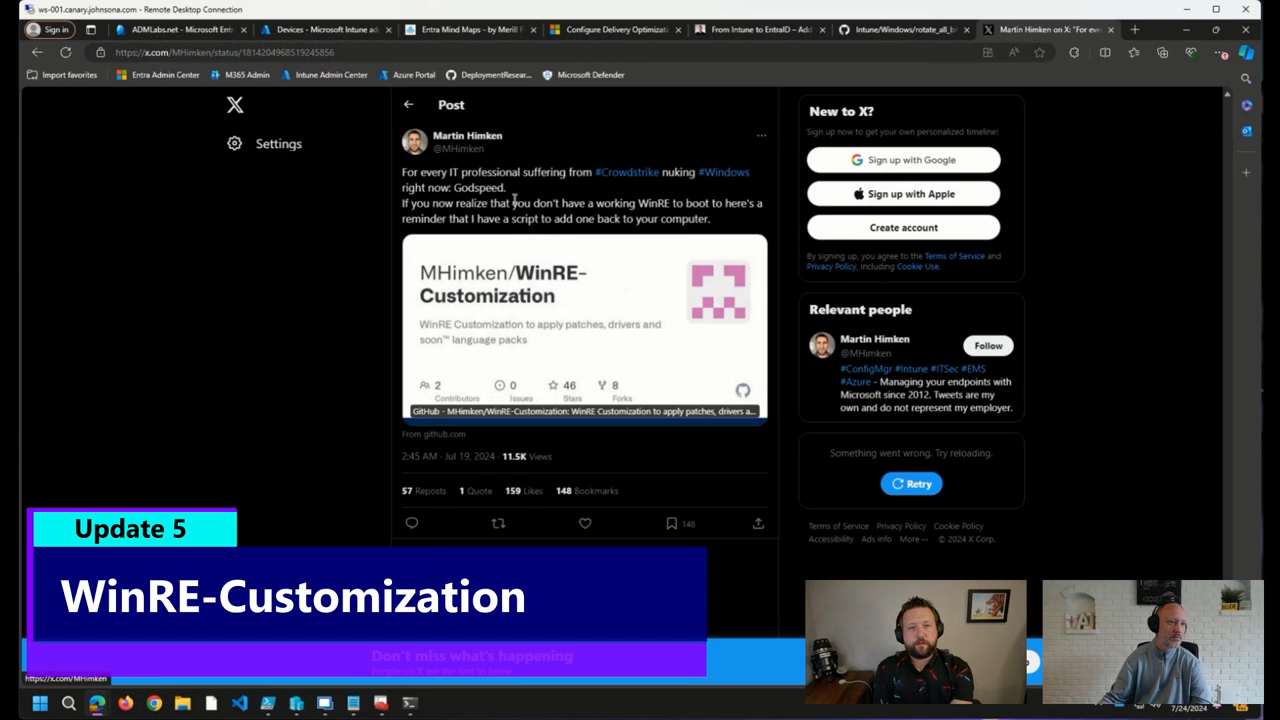 ws-001.canary.johnsona.com - Remote Desktop Connection
Sign in
ADMLabs.net - Microsoft Ent
Devices - Microsoft Intune ad
Entra Mind Maps - by Merill F
Configure Delivery Optimizati
From Intune to EntraID – Add
Intune/Windows/rotate_all_b
Martin Himken on X: "For eve
https://x.com/MHimken/status/1814204968519245856
Import favorites
Entra Admin Center
M365 Admin
Intune Admin Center
Azure Portal
DeploymentResear...
Microsoft Defender
Settings
Post
Martin Himken
@MHimken
For every IT professional suffering from #Crowdstrike nuking #Windows
right now: Godspeed.
If you now realize that you don't have a working WinRE to boot to here's a
reminder that I have a script to add one back to your computer.
MHimken/WinRE-
Customization
WinRE Customization to apply patches, drivers and
soon™ language packs
2
Contributors
0
Issues
46
Stars
8
Forks
GitHub - MHimken/WinRE-Customization: WinRE Customization to apply patches, drivers a...
From github.com
2:45 AM · Jul 19, 2024 · 11.5K Views
57 Reposts 1 Quote 159 Likes 148 Bookmarks
148
New to X?
Sign up now to get your own personalized timeline!
Sign up with Google
Sign up with Apple
Create account
By signing up, you agree to the Terms of Service and
Privacy Policy, including Cookie Use.
Relevant people
Martin Himken
@MHimken
Follow
#ConfigMgr #Intune #ITSec #EMS
#Azure - Managing your endpoints with
Microsoft since 2012. Tweets are my
own and do not represent my employer.
Something went wrong. Try reloading.
Retry
Terms of Service Privacy Policy Cookie Policy
Accessibility Ads info More ··· © 2024 X Corp.
Update 5
WinRE-Customization
Don't miss what's happening
People on X are the first to know.
https://x.com/MHimken
7/24/2024